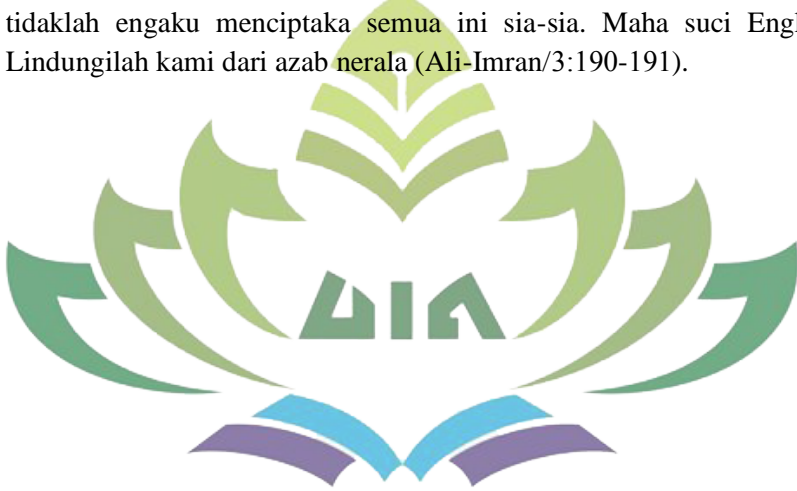 tidaklah engaku menciptaka semua ini sia-sia. Maha suci
Lindungilah kami dari azab nerala (Ali-Imran/3:190-191).
UIN